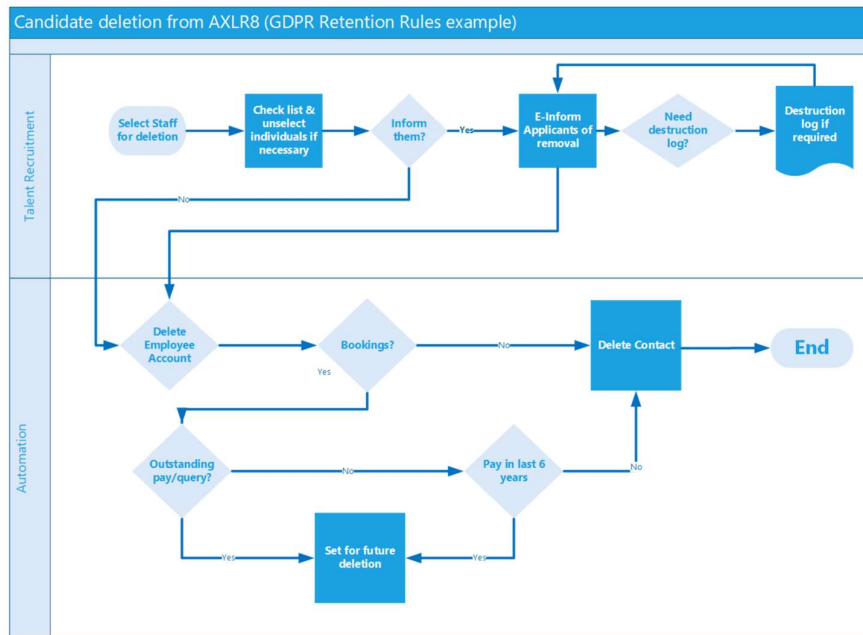 Candidate deletion from AXLR8 (GDPR Retention Rules example)
Talent Recruitment
Select Staff
for deletion
Check list &
unselect
individuals if
necessary
Inform
them?
Yes
E-Inform
Applicants of
removal
Need
destruction
log?
Destruction
log if
required
No
Automation
Delete
Employee
Account
Bookings?
No
Delete Contact
End
Yes
Outstanding
pay/query?
No
Pay in last 6
years
No
Yes
Set for future
deletion
Yes